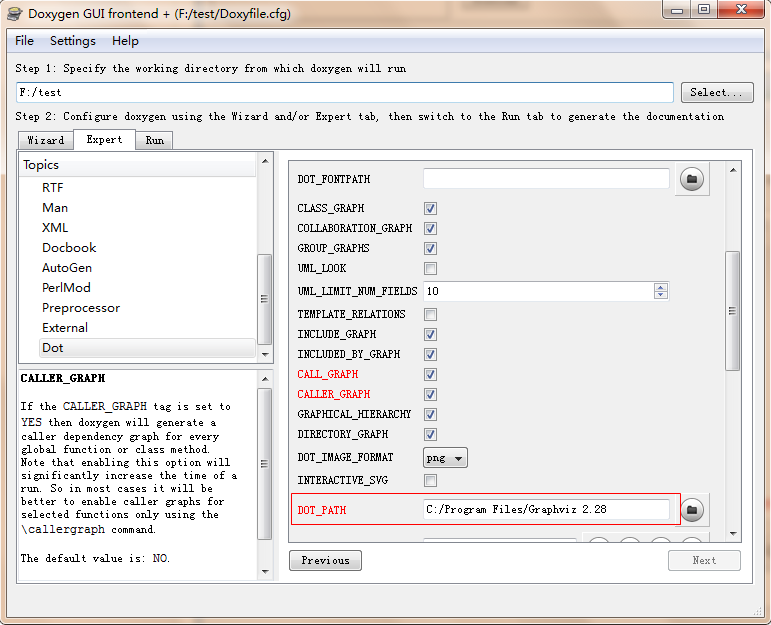 Doxygen GUI frontend + (F:/test/Doxyfile.cfg)
File Settings Help
Step 1: Specify the working directory from which doxygen will run
F:/test
Select...
Step 2: Configure doxygen using the Wizard and/or Expert tab, then switch to the Run tab to generate the documentation
Wizard Expert Run
Topics
RTF
Man
XML
Docbook
AutoGen
PerlMod
Preprocessor
External
Dot
CALLER_GRAPH
If the CALLER_GRAPH tag is set to
YES then doxygen will generate a
caller dependency graph for every
global function or class method.
Note that enabling this option will
significantly increase the time of a
run. So in most cases it will be
better to enable caller graphs for
selected functions only using the
\callergraph command.
The default value is: NO.
DOT_FONTPATH
CLASS_GRAPH
COLLABORATION_GRAPH
GROUP_GRAPHS
UML_LOOK
UML_LIMIT_NUM_FIELDS 10
TEMPLATE_RELATIONS
INCLUDE_GRAPH
INCLUDED_BY_GRAPH
CALL_GRAPH
CALLER_GRAPH
GRAPHICAL_HIERARCHY
DIRECTORY_GRAPH
DOT_IMAGE_FORMAT png
INTERACTIVE_SVG
DOT_PATH C:/Program Files/Graphviz 2.28
Previous
Next